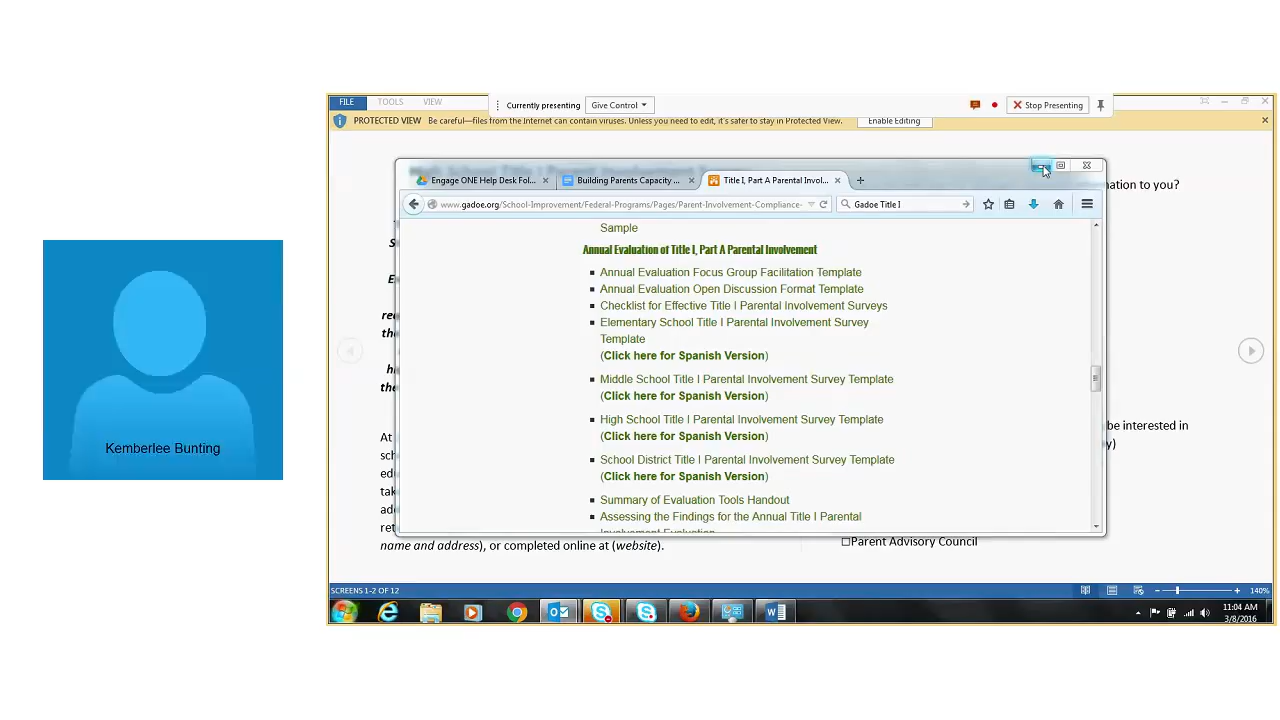 FILE TOOLS VIEW
Currently presenting Give Control Stop Presenting
PROTECTED VIEW Be careful—files from the Internet can contain viruses. Unless you need to edit, it's safer to stay in Protected View. Enable Editing
Engage ONE Help Desk Fol... Building Parents Capacity ... Title I, Part A Parental Invol...
www.gadoe.org/School-Improvement/Federal-Programs/Pages/Parent-Involvement-Compliance- Gadoe Title I
to you?
Sample
Annual Evaluation of Title I, Part A Parental Involvement
Annual Evaluation Focus Group Facilitation Template
Annual Evaluation Open Discussion Format Template
Checklist for Effective Title I Parental Involvement Surveys
Elementary School Title I Parental Involvement Survey
Template
(Click here for Spanish Version)
Middle School Title I Parental Involvement Survey Template
(Click here for Spanish Version)
High School Title I Parental Involvement Survey Template
(Click here for Spanish Version)
School District Title I Parental Involvement Survey Template
(Click here for Spanish Version)
Summary of Evaluation Tools Handout
Assessing the Findings for the Annual Title I Parental
Involvement Evaluation
be interested in
At
name and address), or completed online at (website).
Parent Advisory Council
Kemberlee Bunting
SCREENS 1-2 OF 12
140%
11:04 AM
3/8/2016